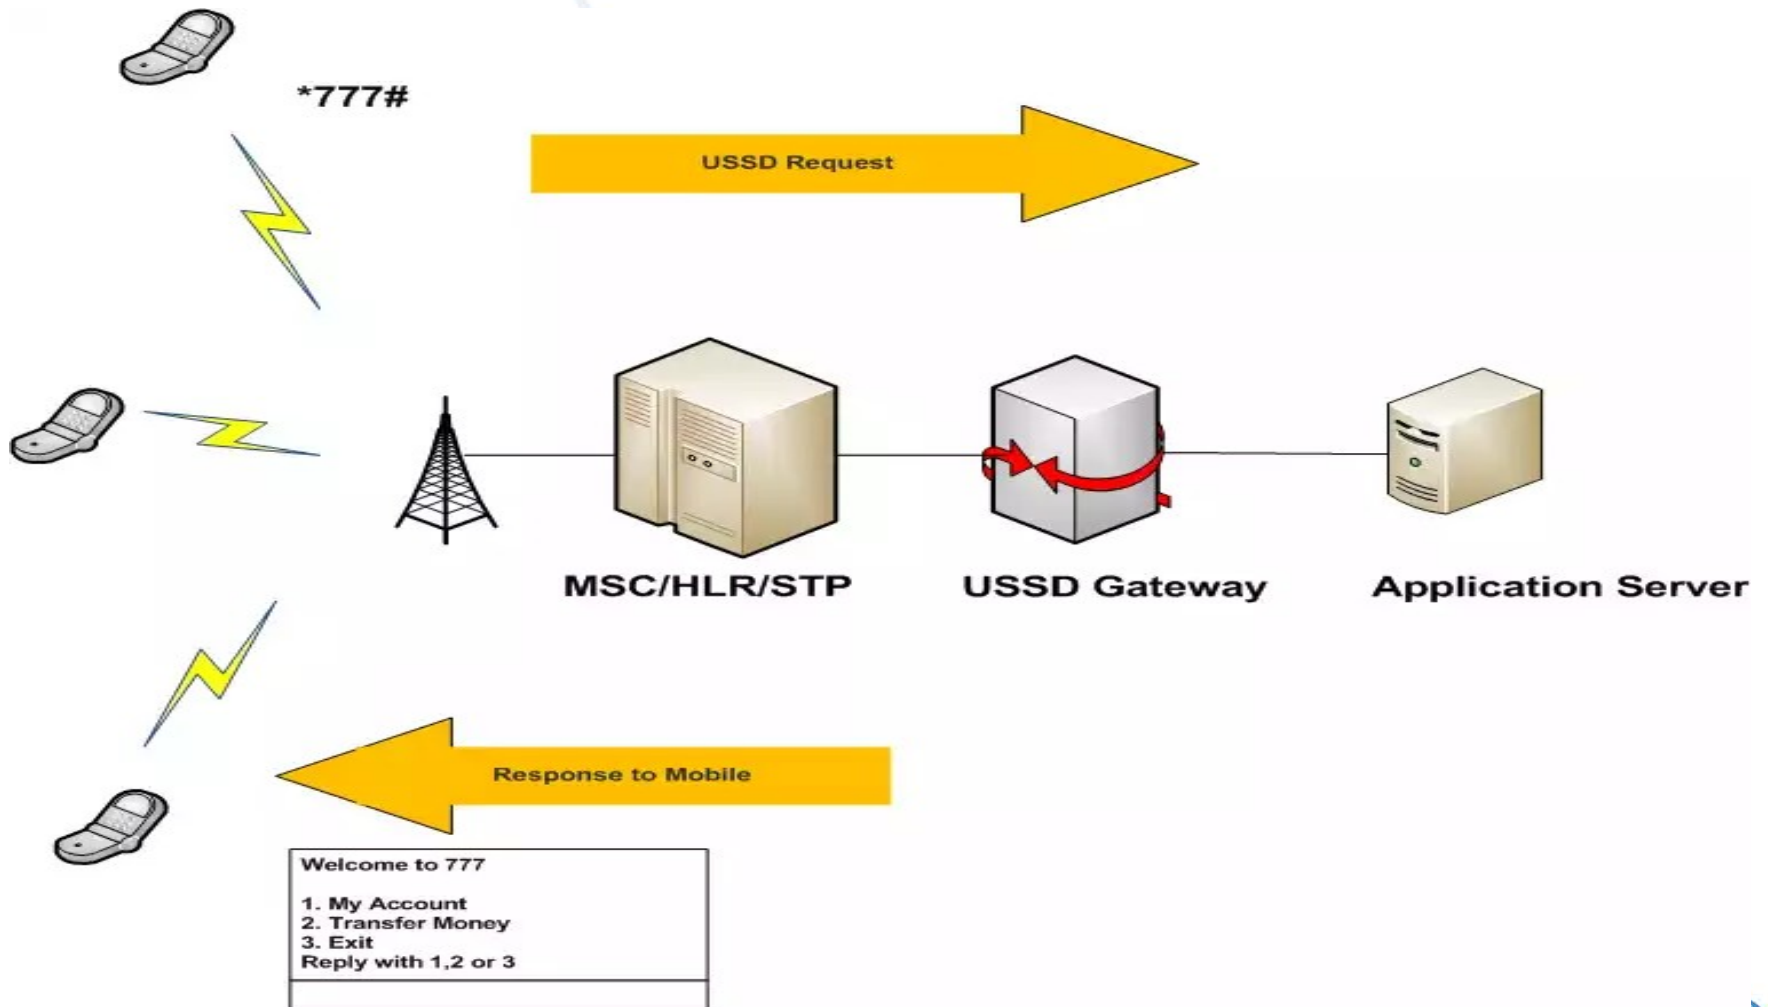 *777#
USSD Request
MSC/HLR/STP
USSD Gateway
Application Server
Response to Mobile
Welcome to 777
1. My Account
2. Transfer Money
3. Exit
Reply with 1,2 or 3